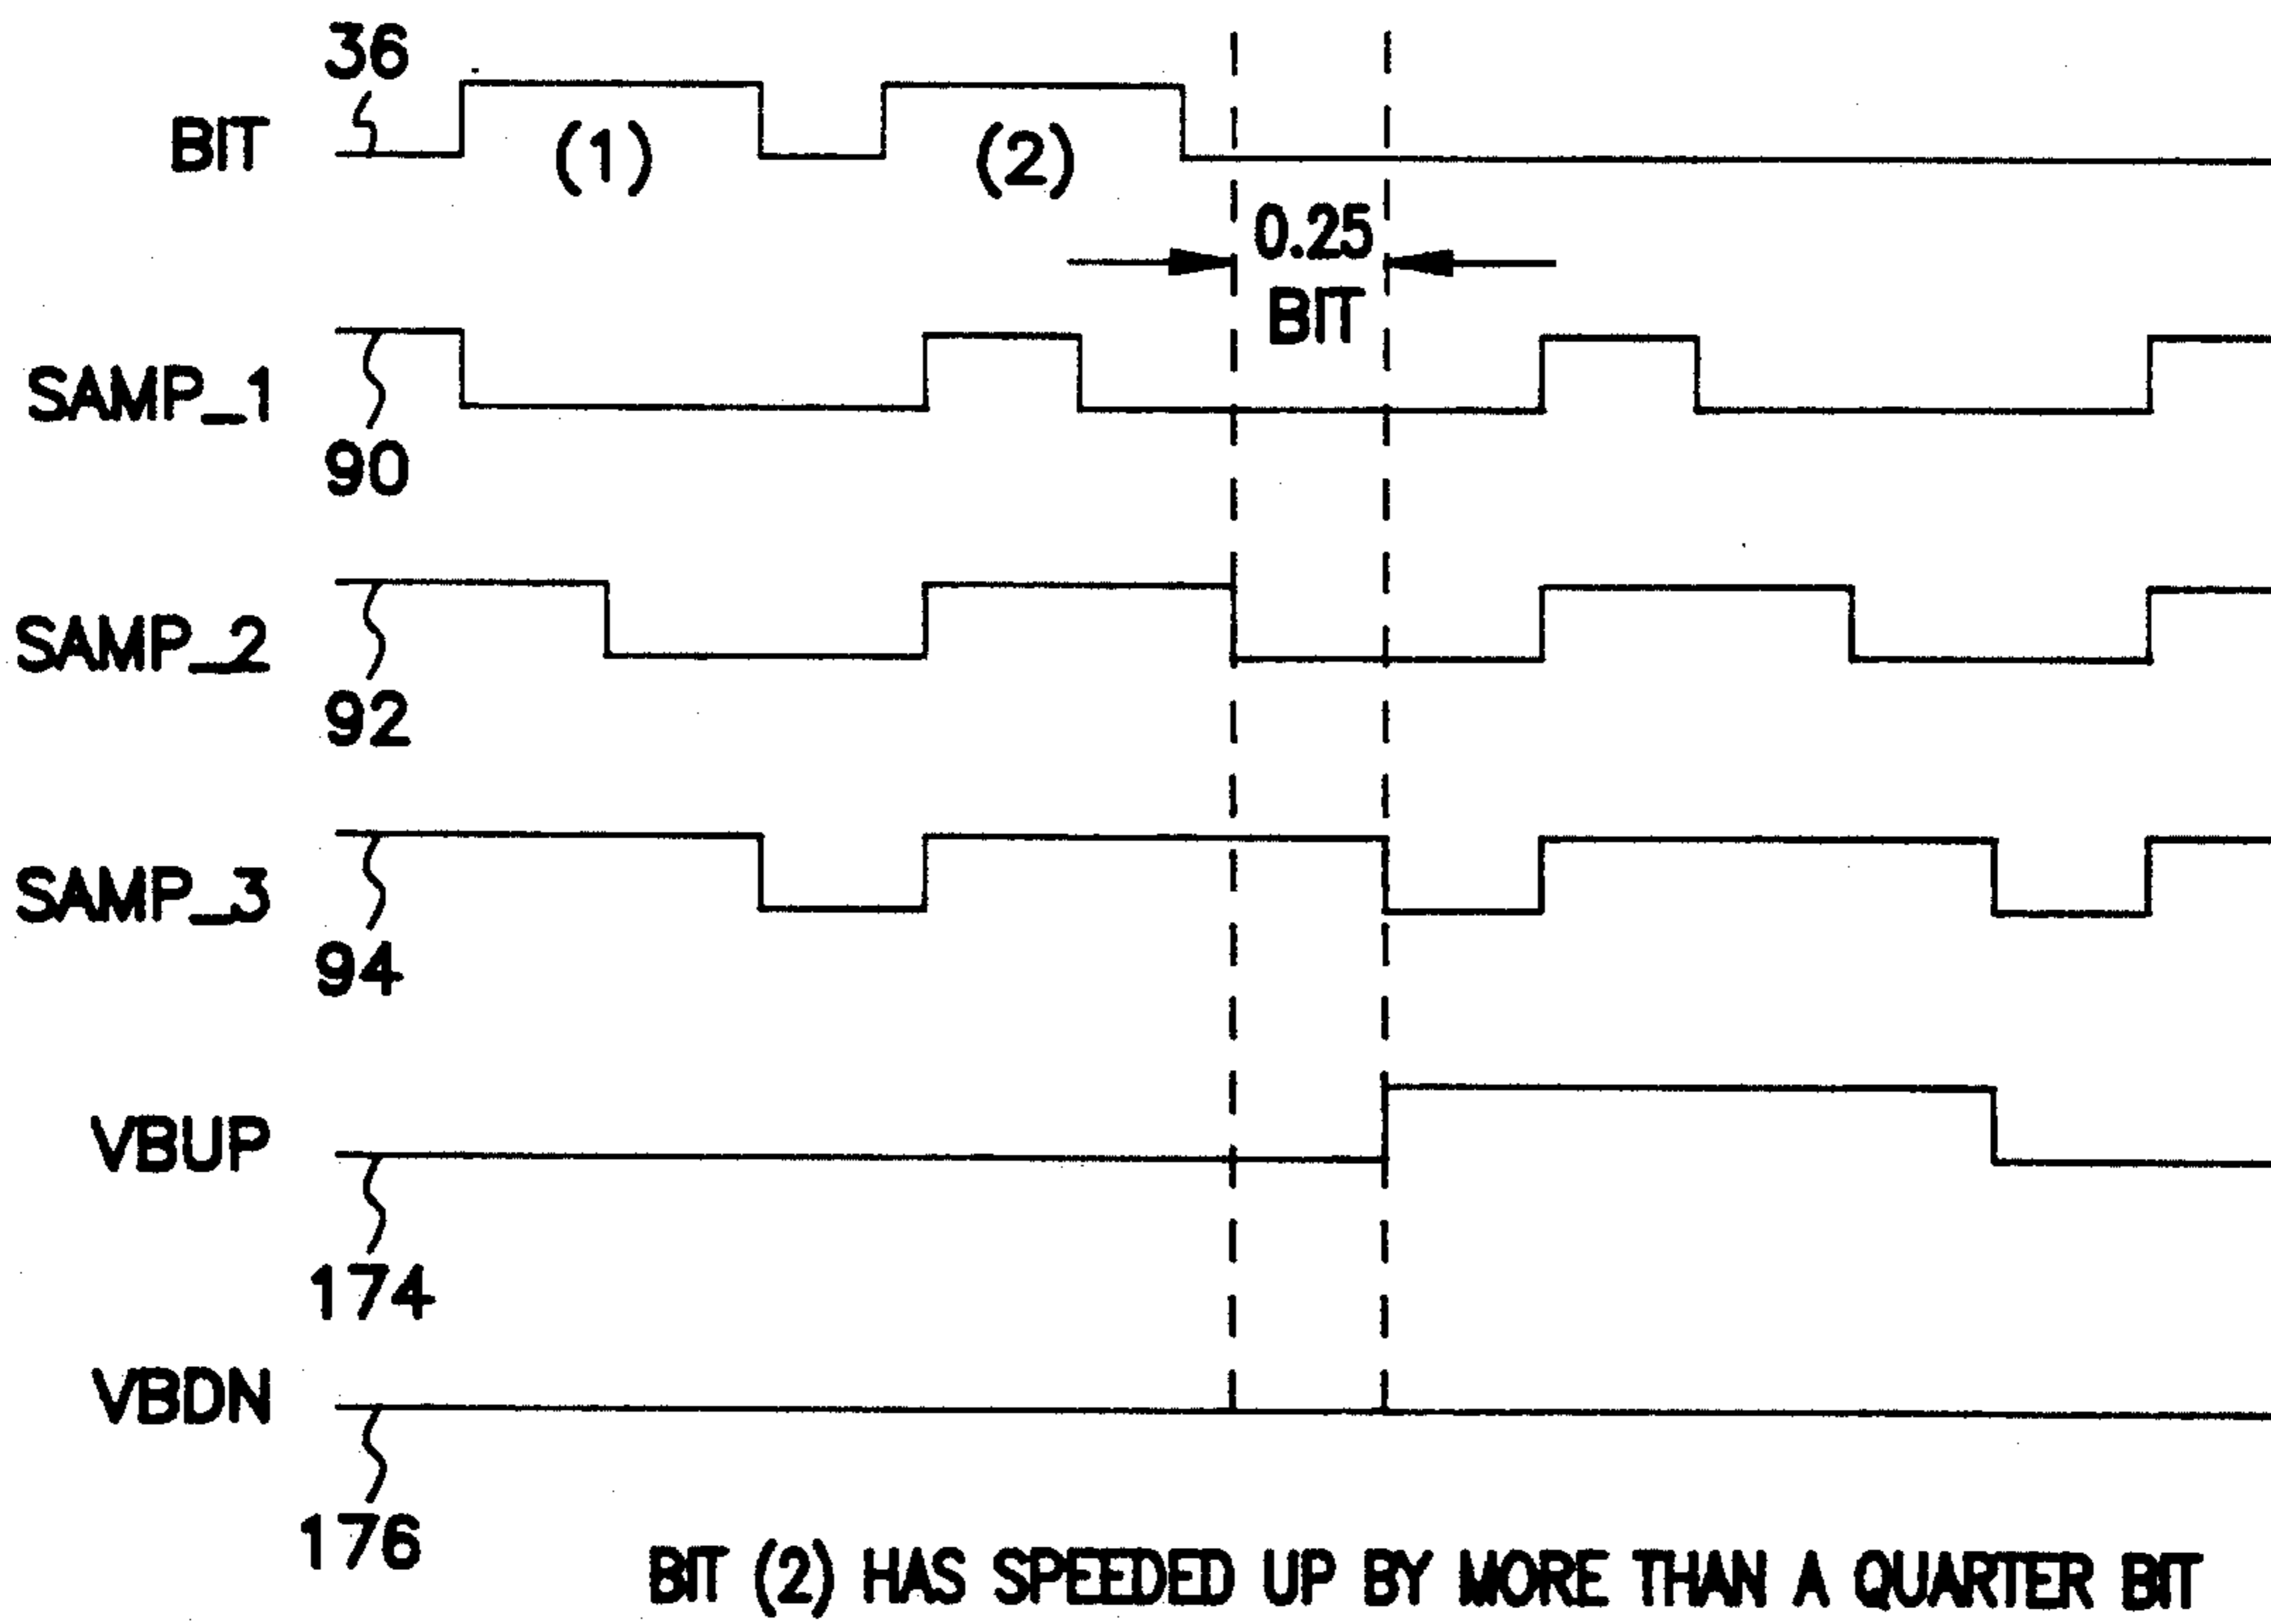 36
BIT
(1)
(2)
0.25
BIT
SAMP_1
90
SAMP_2
92
SAMP_3
94
VBUP
174
VBDN
176
BIT (2) HAS SPEEDED UP BY MORE THAN A QUARTER BIT